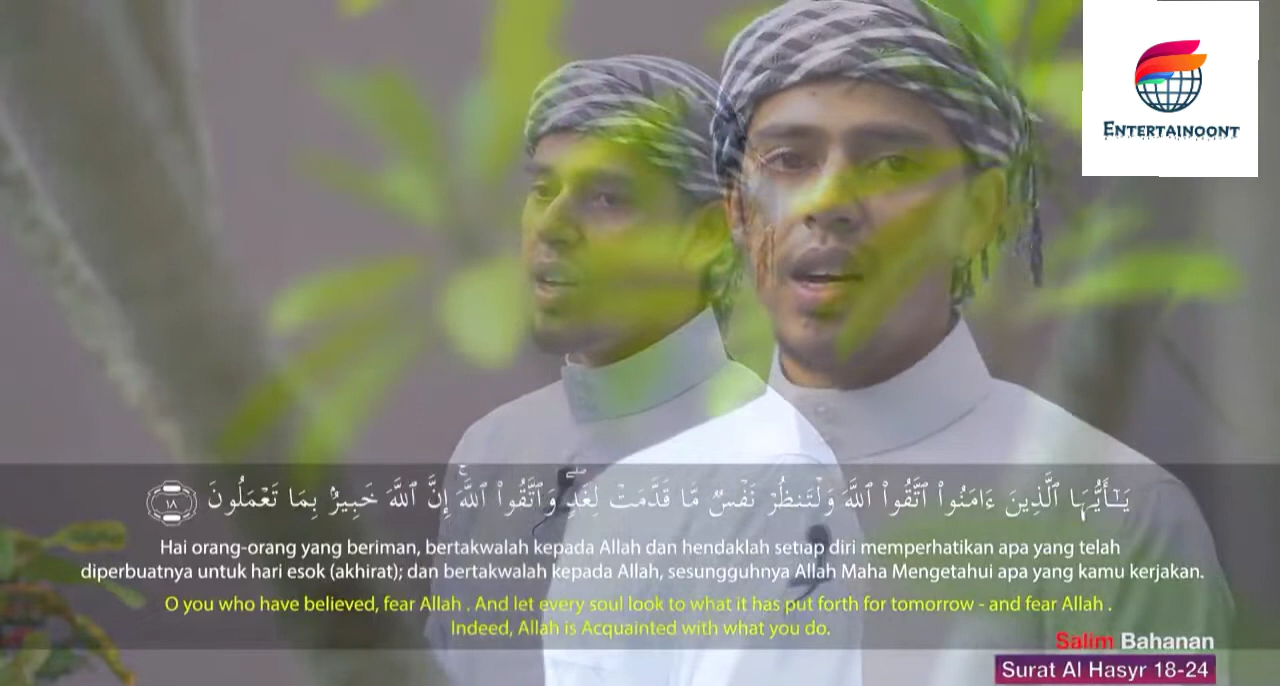 ENTERTAINOONT
يَـٰٓأَيُّهَا ٱلَّذِينَ ءَامَنُوا۟ ٱتَّقُوا۟ ٱللَّهَ وَلْتَنظُرْ نَفْسٌ مَّا قَدَّمَتْ لِغَدٍۢ ۖ وَٱتَّقُوا۟ ٱللَّهَ ۚ إِنَّ ٱللَّهَ خَبِيرٌۢ بِمَا تَعْمَلُونَ ١٨
Hai orang-orang yang beriman, bertakwalah kepada Allah dan hendaklah setiap diri memperhatikan apa yang telah
diperbuatnya untuk hari esok (akhirat); dan bertakwalah kepada Allah, sesungguhnya Allah Maha Mengetahui apa yang kamu kerjakan.
O you who have believed, fear Allah . And let every soul look to what it has put forth for tomorrow - and fear Allah .
Indeed, Allah is Acquainted with what you do.
Salim Bahanan
Surat Al Hasyr 18-24